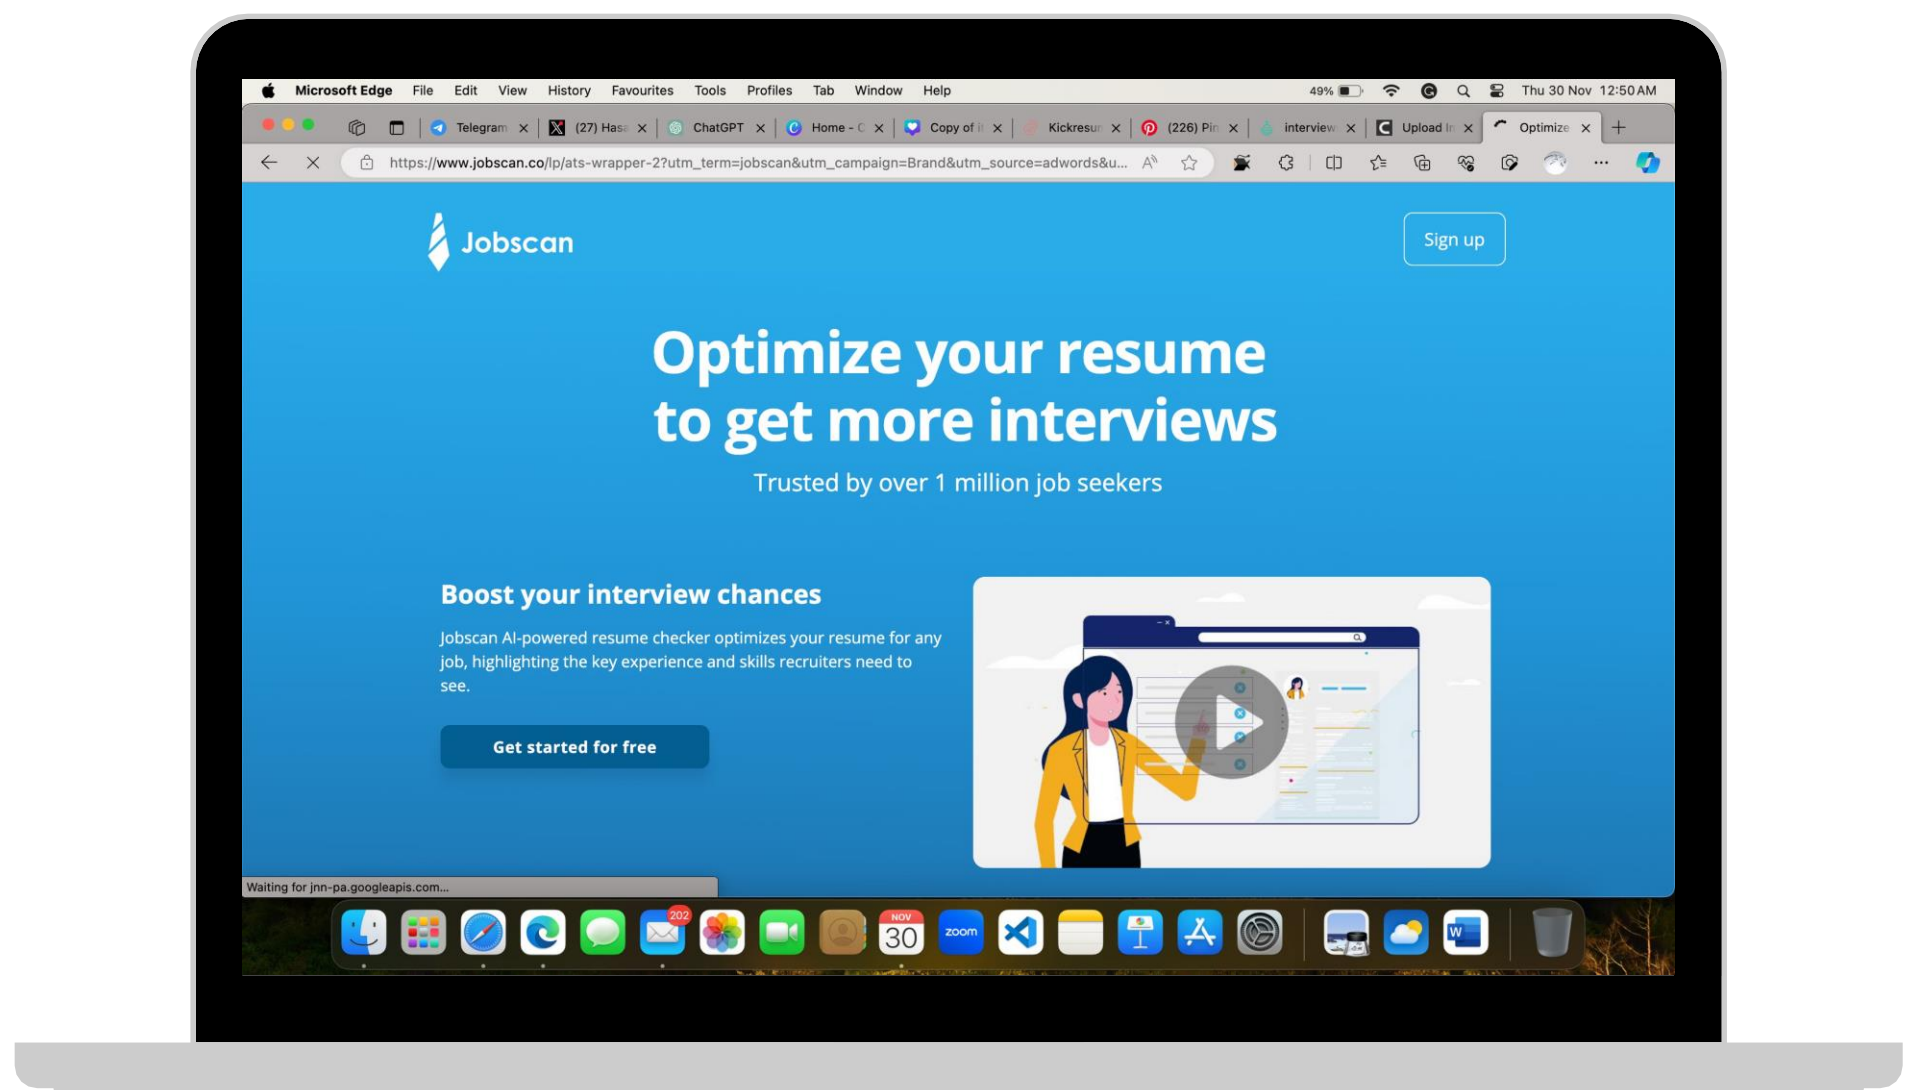 Microsoft Edge File Edit View History Favourites Tools Profiles Tab Window Help 49% Thu 30 Nov 12:50 AM
Telegram (27) Hasa ChatGPT Home - C Copy of i Kickresum (226) Pin interview Upload In Optimize
https://www.jobscan.co/lp/ats-wrapper-2?utm_term=jobscan&utm_campaign=Brand&utm_source=adwords&u...
Jobscan
Sign up
Optimize your resume
to get more interviews
Trusted by over 1 million job seekers
Boost your interview chances
Jobscan AI-powered resume checker optimizes your resume for any
job, highlighting the key experience and skills recruiters need to
see.
Get started for free
Waiting for jnn-pa.googleapis.com...
202
NOV
30
zoom
W